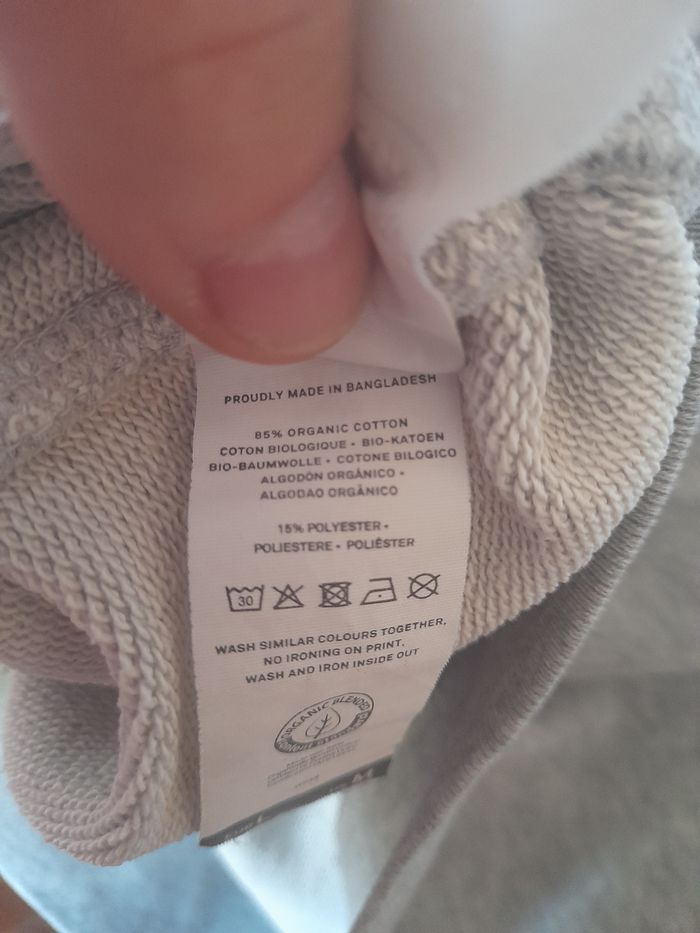 PROUDLY MADE IN BANGLADESH
85% ORGANIC COTTON
COTON BIOLOGIQUE • BIO-KATOEN
BIO-BAUMWOLLE • COTONE BILOGICO
ALGODÓN ORGÂNICO •
ALGODAO ORGÂNICO
15% POLYESTER •
POLIESTERE • POLIÉSTER
30
WASH SIMILAR COLOURS TOGETHER,
NO IRONING ON PRINT.
WASH AND IRON INSIDE OUT
ORGANIC BLENDED
M